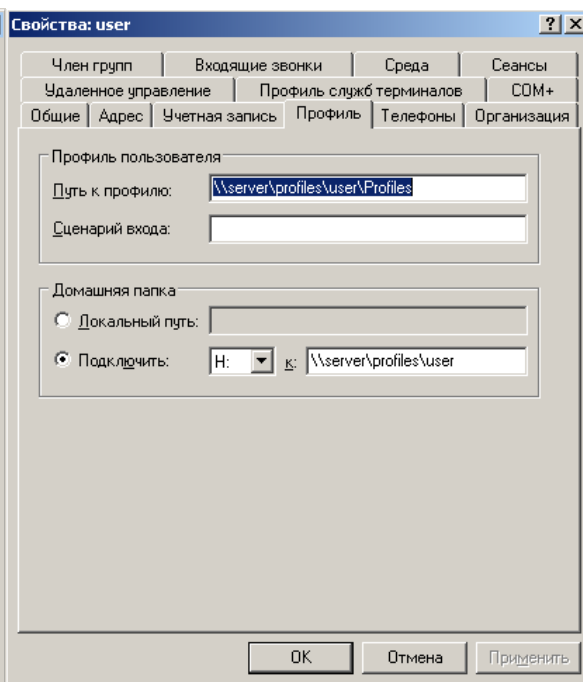 Свойства: user
Член групп Входящие звонки Среда Сеансы
Удаленное управление Профиль служб терминалов COM+
Общие Адрес Учетная запись Профиль Телефоны Организация
Профиль пользователя
Путь к профилю: \\server\profiles\user\Profiles
Сценарий входа:
Домашняя папка
Локальный путь:
Подключить: H: к: \\server\profiles\user
OK Отмена Применить